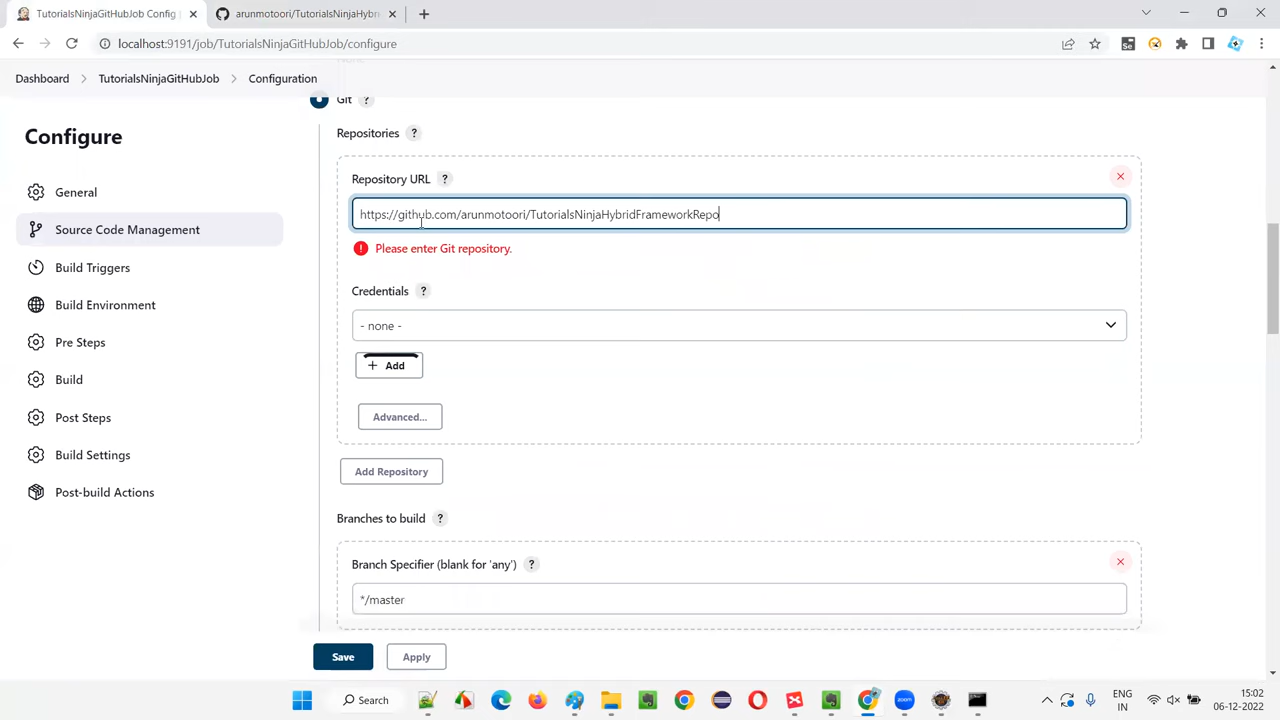 TutorialsNinjaGitHubJob Config
arunmotoori/TutorialsNinjaHybri
localhost:9191/job/TutorialsNinjaGitHubJob/configure
Dashboard
TutorialsNinjaGitHubJob
Configuration
Configure
General
Source Code Management
Build Triggers
Build Environment
Pre Steps
Build
Post Steps
Build Settings
Post-build Actions
Git ?
Repositories ?
Repository URL ?
https://github.com/arunmotoori/TutorialsNinjaHybridFrameworkRepo
Please enter Git repository.
Credentials ?
- none -
+ Add
Advanced...
Add Repository
Branches to build ?
Branch Specifier (blank for 'any') ?
*/master
Save
Apply
Search
zoom
ENG
IN
15:02
06-12-2022